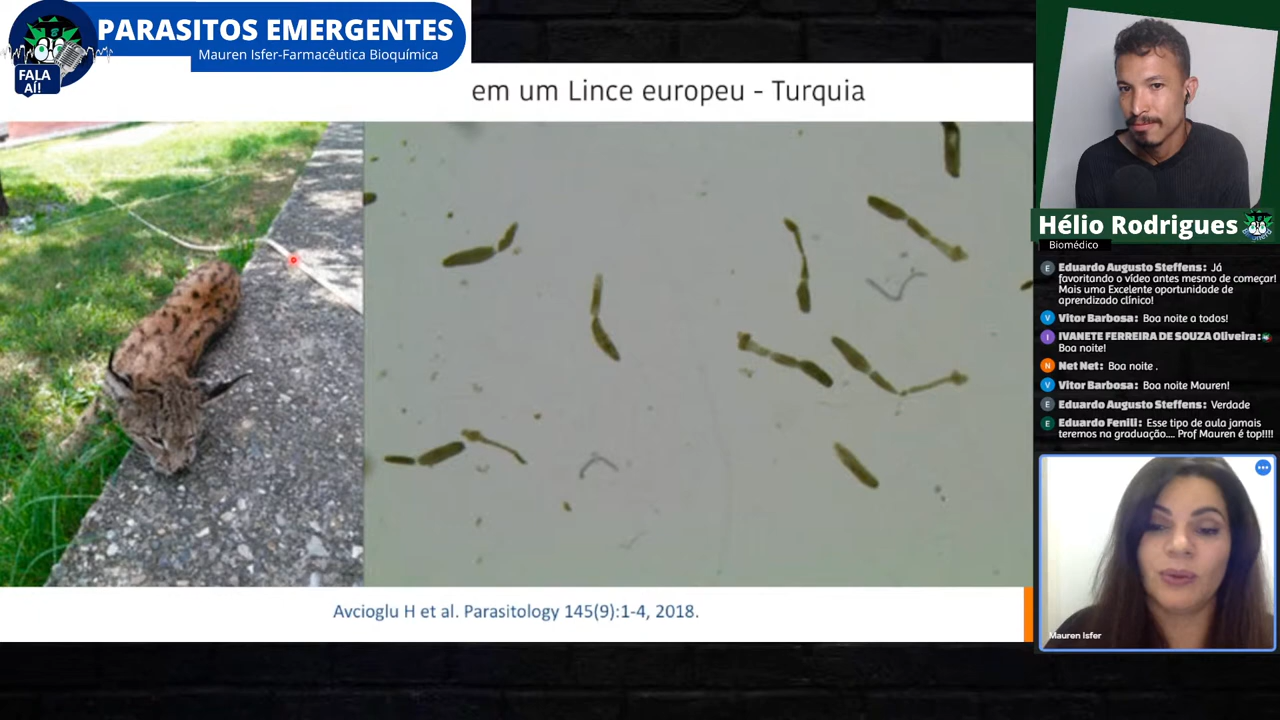 PARASITOS EMERGENTES
Mauren Isfer-Farmacêutica Bioquímica
FALA
AÍ!
em um Lince europeu - Turquia
Avcioglu H et al. Parasitology 145(9):1-4, 2018.
Hélio Rodrigues
Biomédico
E Eduardo Augusto Steffens: Já
favoritando o vídeo antes mesmo de começar!
Mais uma Excelente oportunidade de
aprendizado clínico!
V Vitor Barbosa: Boa noite a todos!
I IVANETE FERREIRA DE SOUZA Oliveira:
Boa noite!
N Net Net: Boa noite .
V Vitor Barbosa: Boa noite Mauren!
E Eduardo Augusto Steffens: Verdade
E Eduardo Fenili: Esse tipo de aula jamais
teremos na graduação.... Prof Mauren é top!!!!
Mauren Isfer